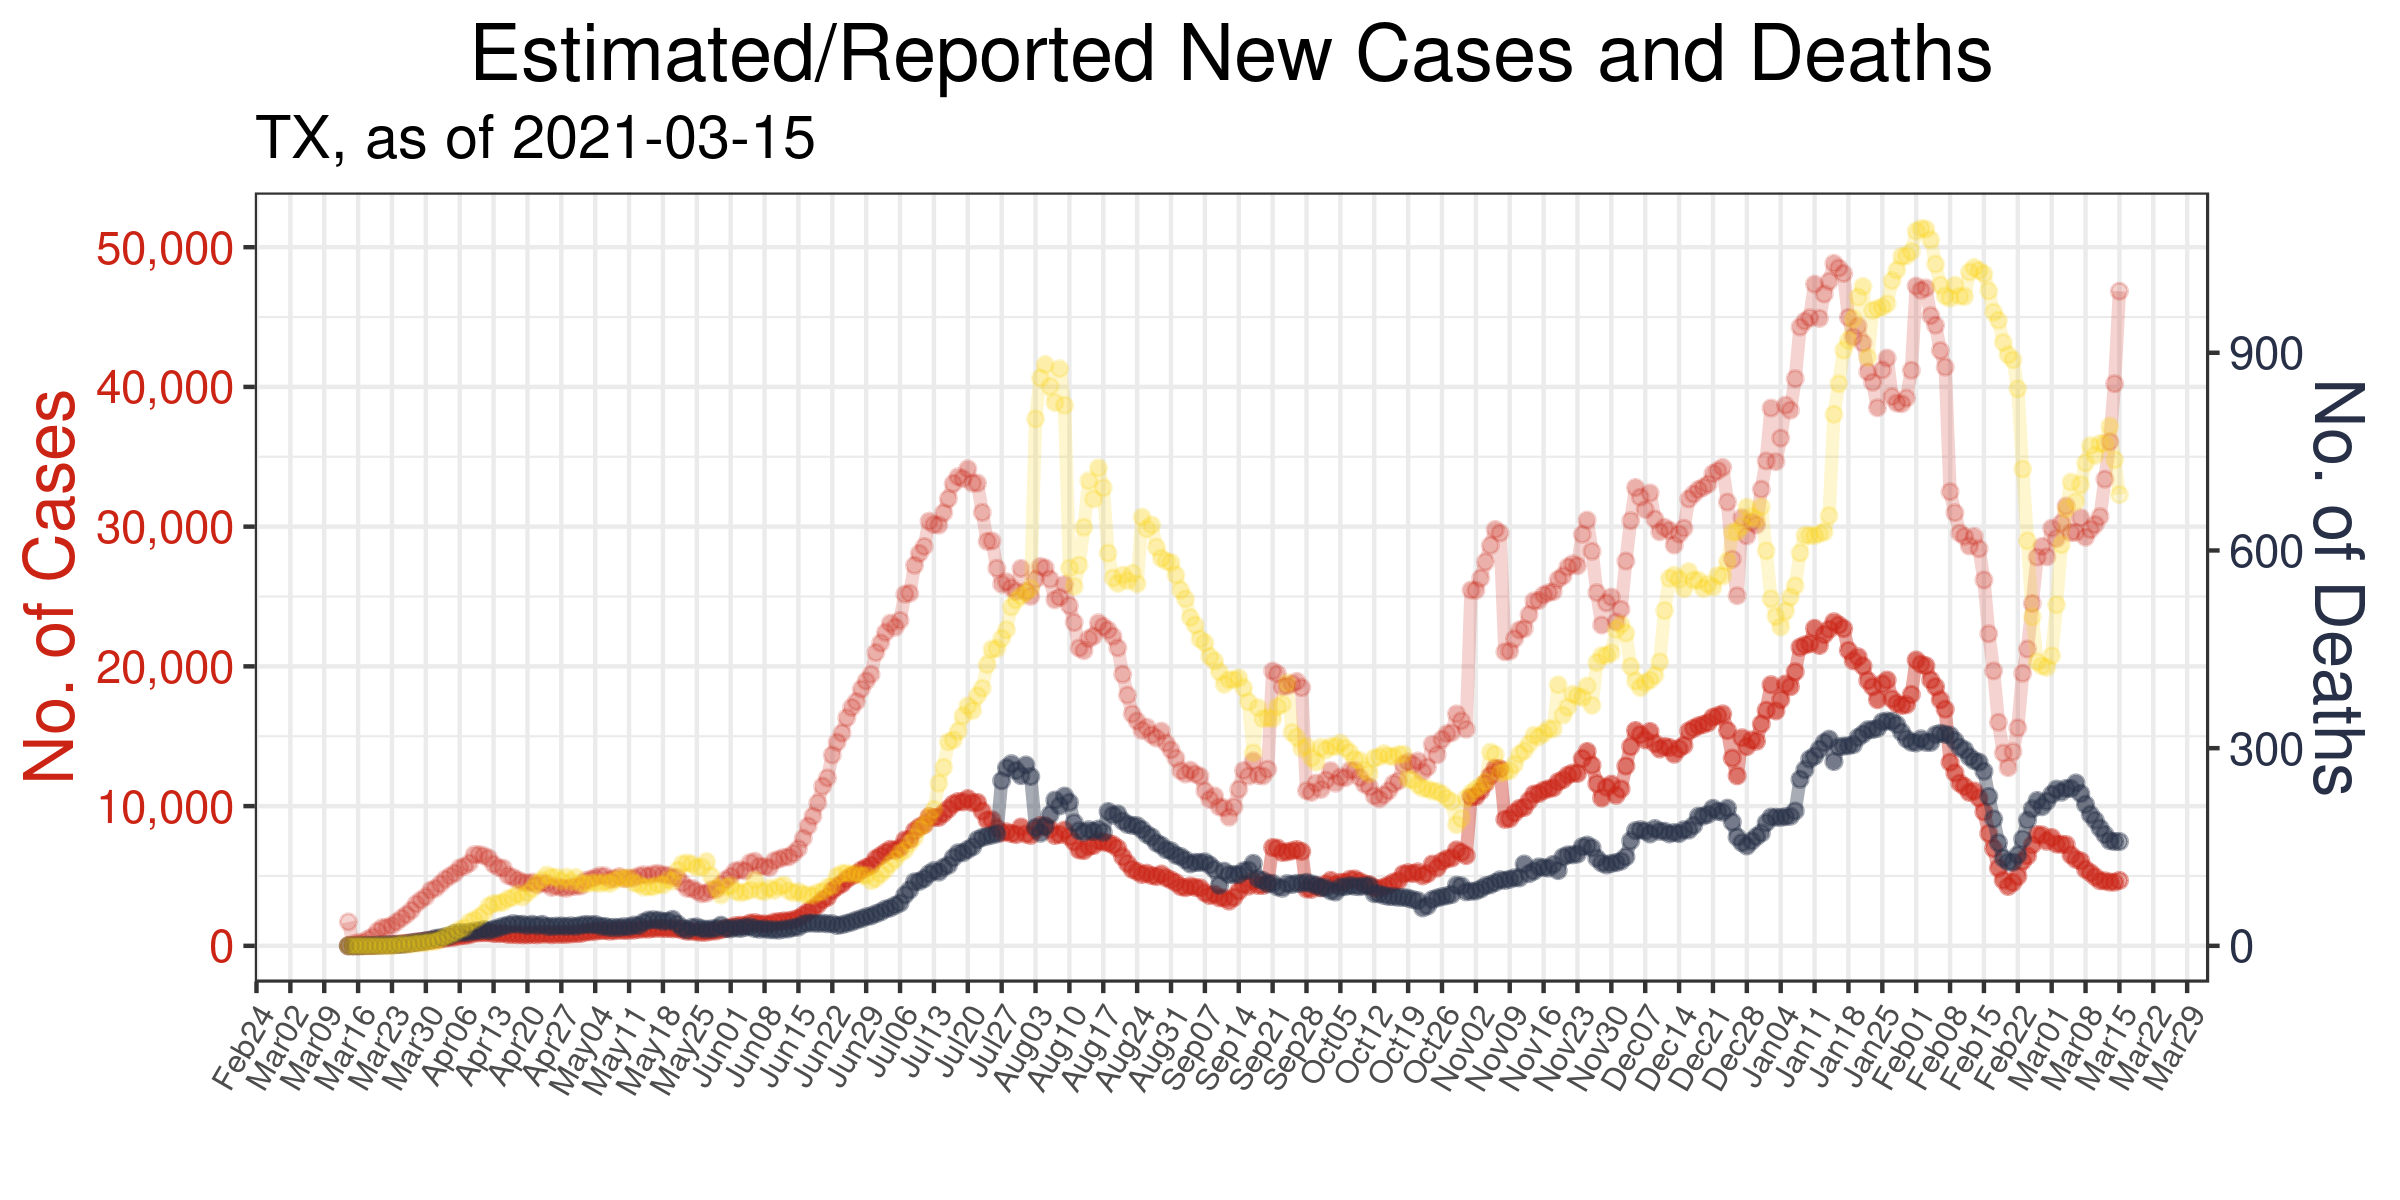 Estimated/Reported New Cases and Deaths
TX, as of 2021-03-15
No. of Cases
50,000
40,000
30,000
20,000
10,000
0
900
600
300
0
No. of Deaths
Feb24
Mar02
Mar09
Mar16
Mar23
Mar30
Apr06
Apr13
Apr20
Apr27
May04
May11
May18
May25
Jun01
Jun08
Jun15
Jun22
Jun29
Jul06
Jul13
Jul20
Jul27
Aug03
Aug10
Aug17
Aug24
Aug31
Sep07
Sep14
Sep21
Sep28
Oct05
Oct12
Oct19
Oct26
Nov02
Nov09
Nov16
Nov23
Nov30
Dec07
Dec14
Dec21
Dec28
Jan04
Jan11
Jan18
Jan25
Feb01
Feb08
Feb15
Feb22
Mar01
Mar08
Mar15
Mar22
Mar29